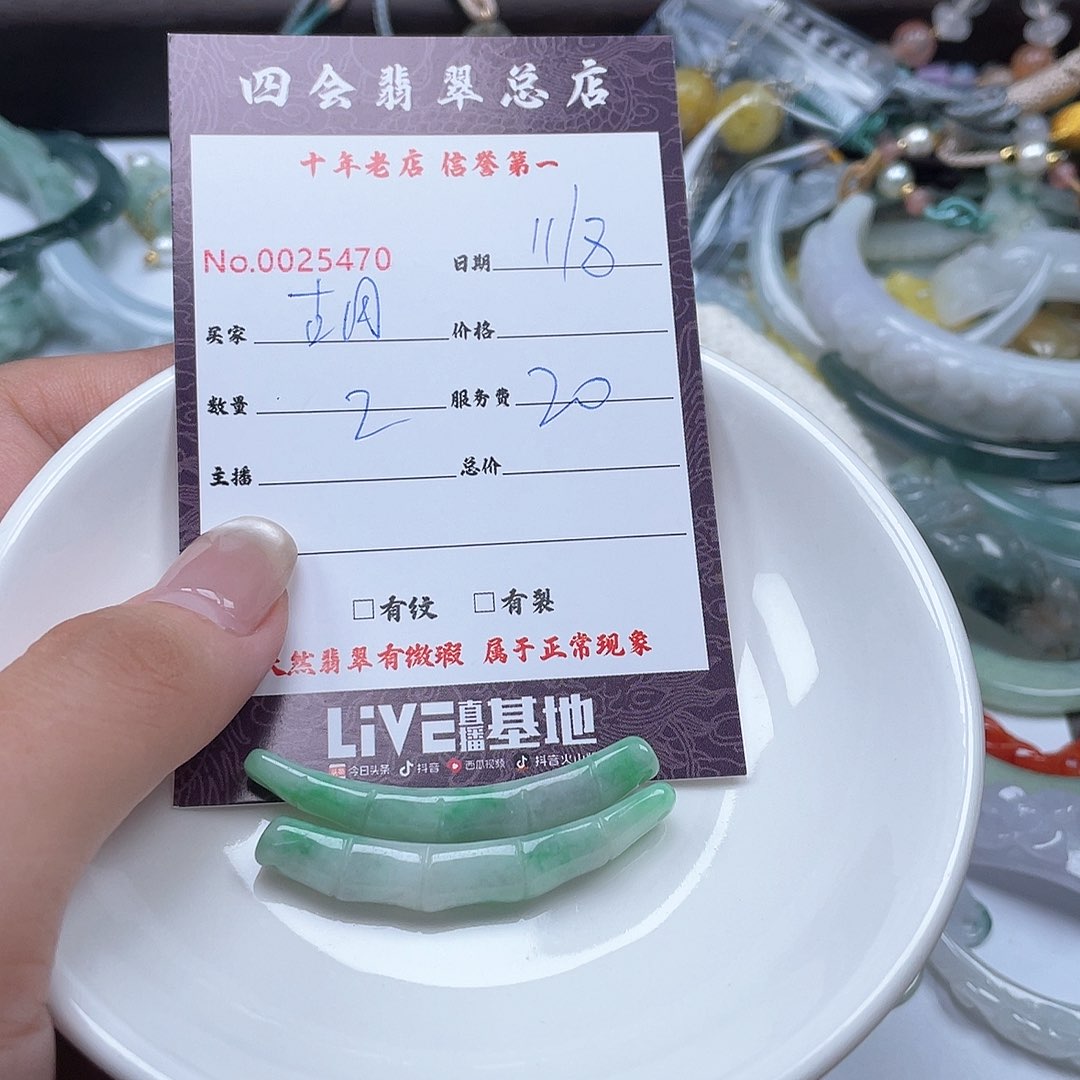 四会翡翠总店
十年老店 信誉第一
No.0025470 日期 11/8
买家 价格
数量 2 服务费 20
主播 总价
□有纹 □有裂
然翡翠有微瑕 属于正常现象
LiVE直播基地
今日头条 抖音 西瓜视频 抖音火山